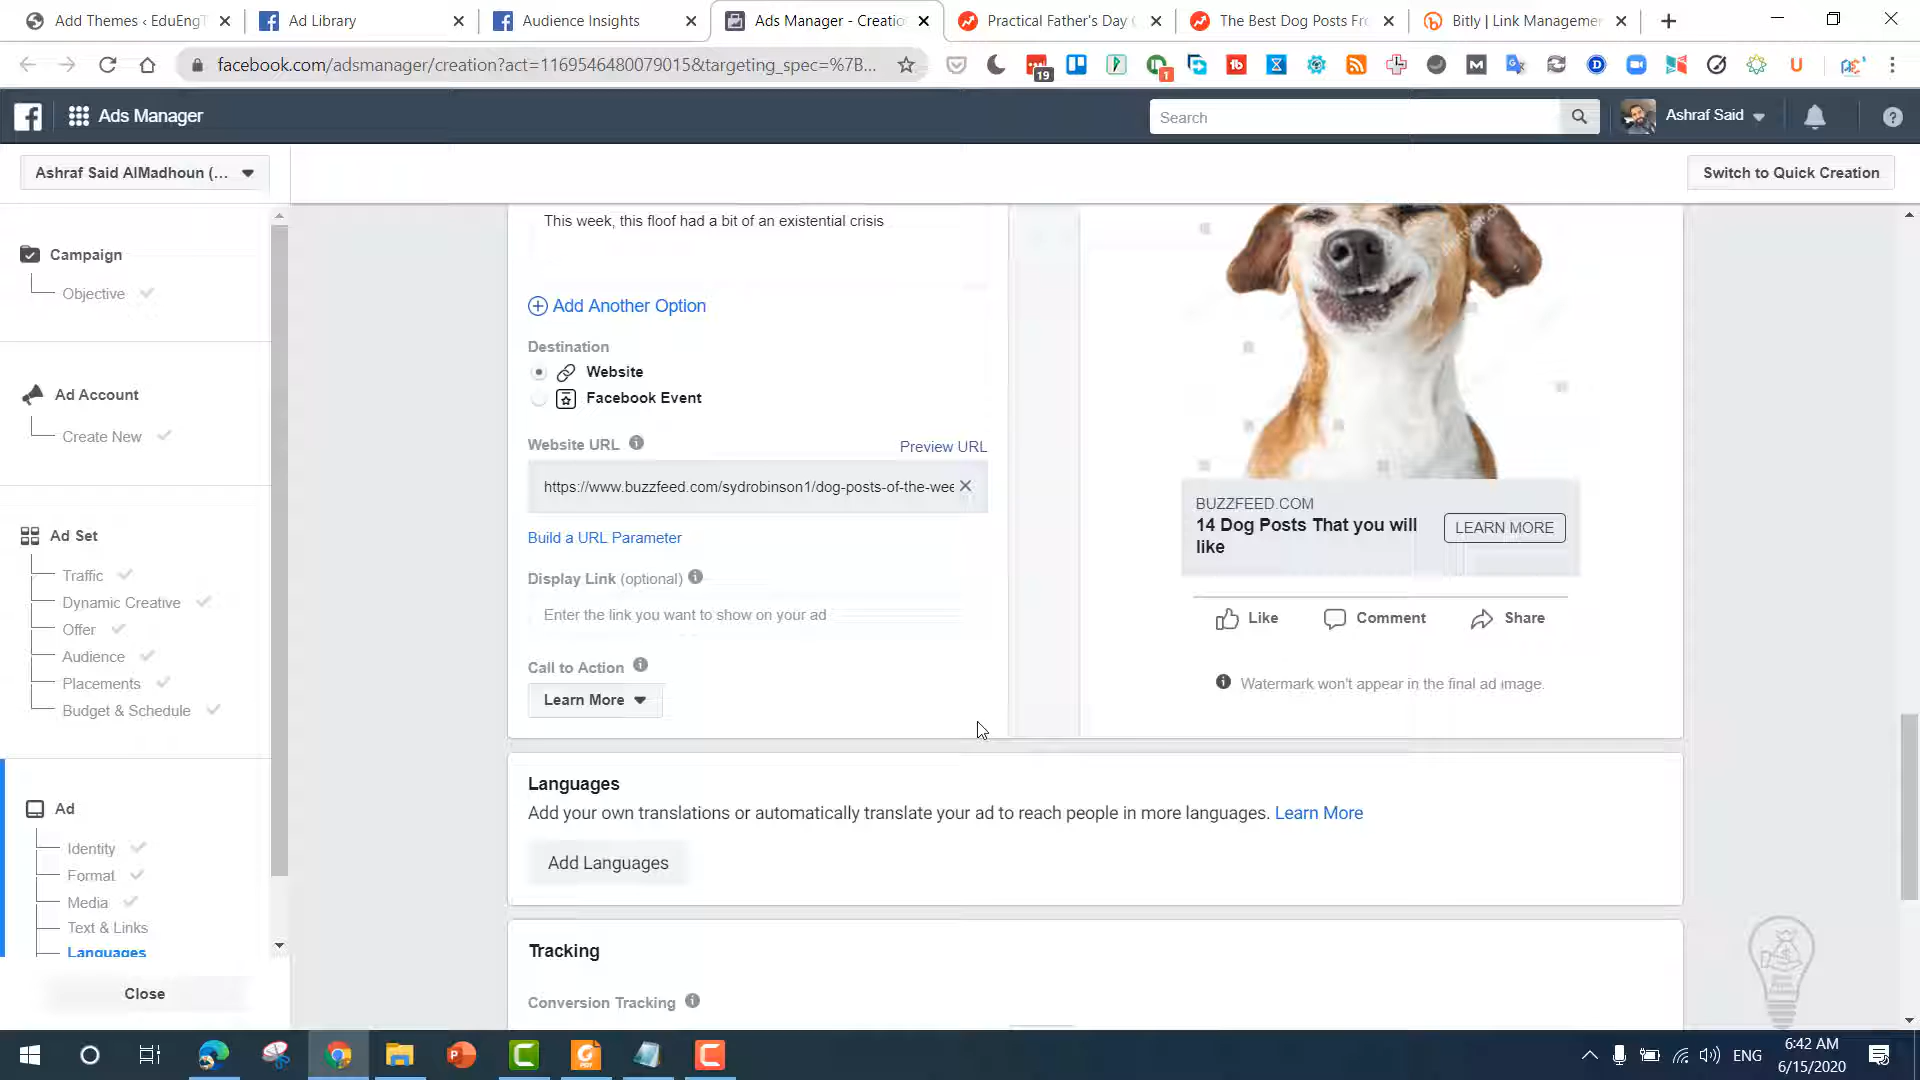 Add Themes ‹ EduEngT
Ad Library
Audience Insights
Ads Manager - Creatio
Practical Father's Day
The Best Dog Posts Fro
Bitly | Link Managemen
facebook.com/adsmanager/creation?act=1169546480079015&targeting_spec=%7B...
19
1
Ads Manager
Search
Ashraf Said
Ashraf Said AlMadhoun (...
Switch to Quick Creation
Campaign
Objective
Ad Account
Create New
Ad Set
Traffic
Dynamic Creative
Offer
Audience
Placements
Budget & Schedule
Ad
Identity
Format
Media
Text & Links
Languages
Close
This week, this floof had a bit of an existential crisis
Add Another Option
Destination
Website
Facebook Event
Website URL
Preview URL
https://www.buzzfeed.com/sydrobinson1/dog-posts-of-the-wee
Build a URL Parameter
Display Link (optional)
Enter the link you want to show on your ad
Call to Action
Learn More
BUZZFEED.COM
14 Dog Posts That you will
like
LEARN MORE
Like
Comment
Share
Watermark won't appear in the final ad image.
Languages
Add your own translations or automatically translate your ad to reach people in more languages. Learn More
Add Languages
Tracking
Conversion Tracking
ENG
6:42 AM
6/15/2020